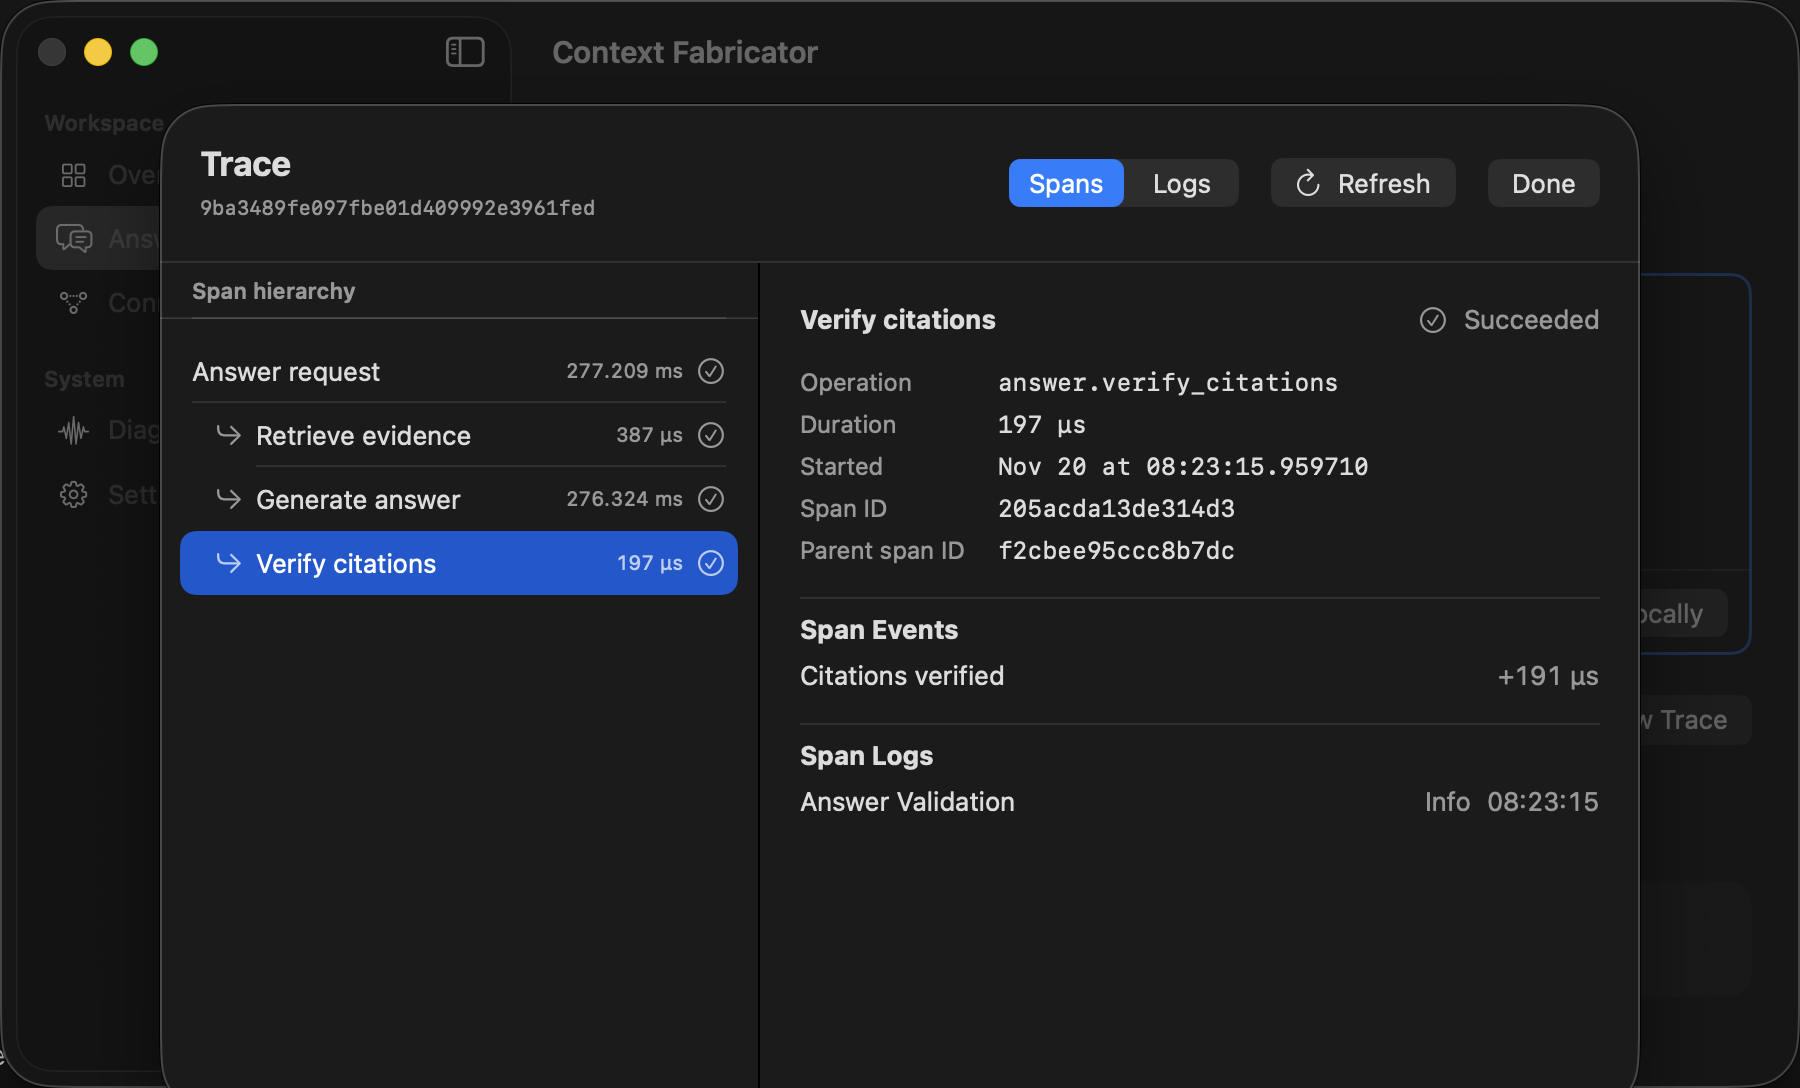 Context Fabricator
Workspace
System
Trace
9ba3489fe097fbe01d409992e3961fed
Spans
Logs
Refresh
Done
Span hierarchy
Answer request 277.209 ms
Retrieve evidence 387 µs
Generate answer 276.324 ms
Verify citations 197 µs
Verify citations
Succeeded
Operation answer.verify_citations
Duration 197 µs
Started Nov 20 at 08:23:15.959710
Span ID 205acda13de314d3
Parent span ID f2cbee95ccc8b7dc
Span Events
Citations verified +191 µs
Span Logs
Answer Validation Info 08:23:15
Trace